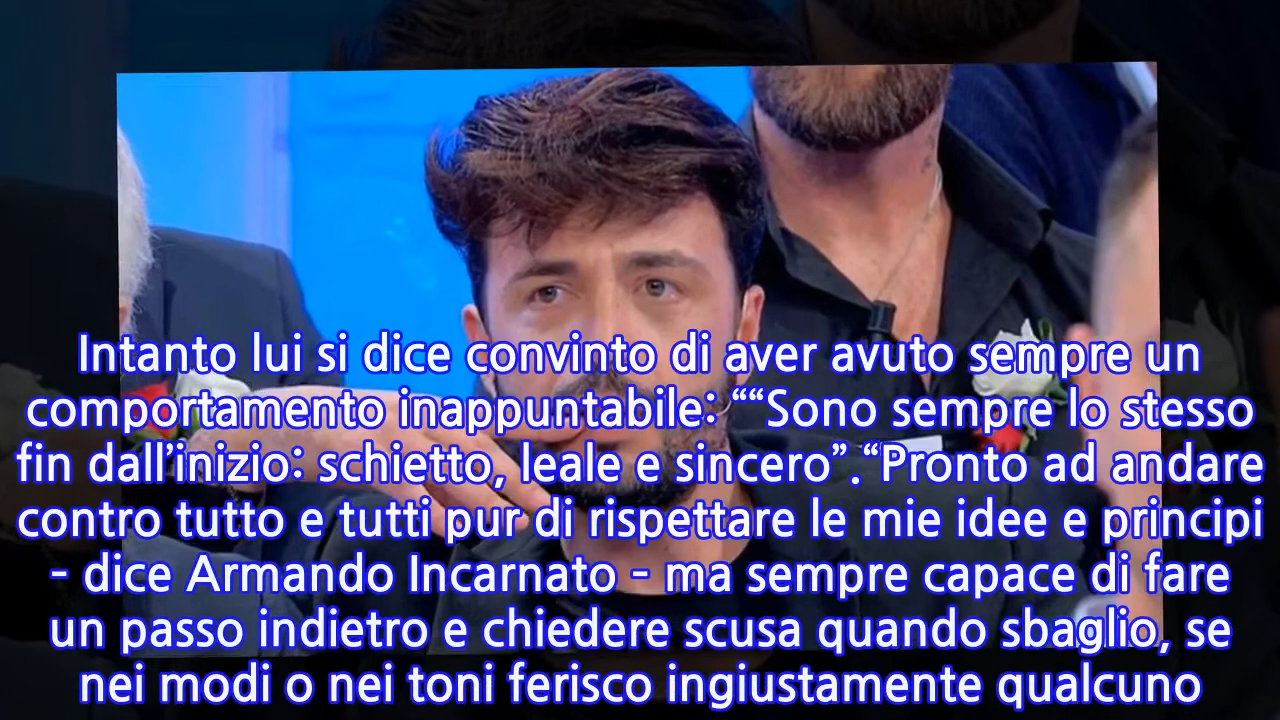 Intanto lui si dice convinto di aver avuto sempre un
comportamento inappuntabile: ““Sono sempre lo stesso
fin dall’inizio: schietto, leale e sincero” . “Pronto ad andare
contro tutto e tutti pur di rispettare le mie idee e principi
- dice Armando Incarnato - ma sempre capace di fare
un passo indietro e chiedere scusa quando sbaglio, se
nei modi o nei toni ferisco ingiustamente qualcuno